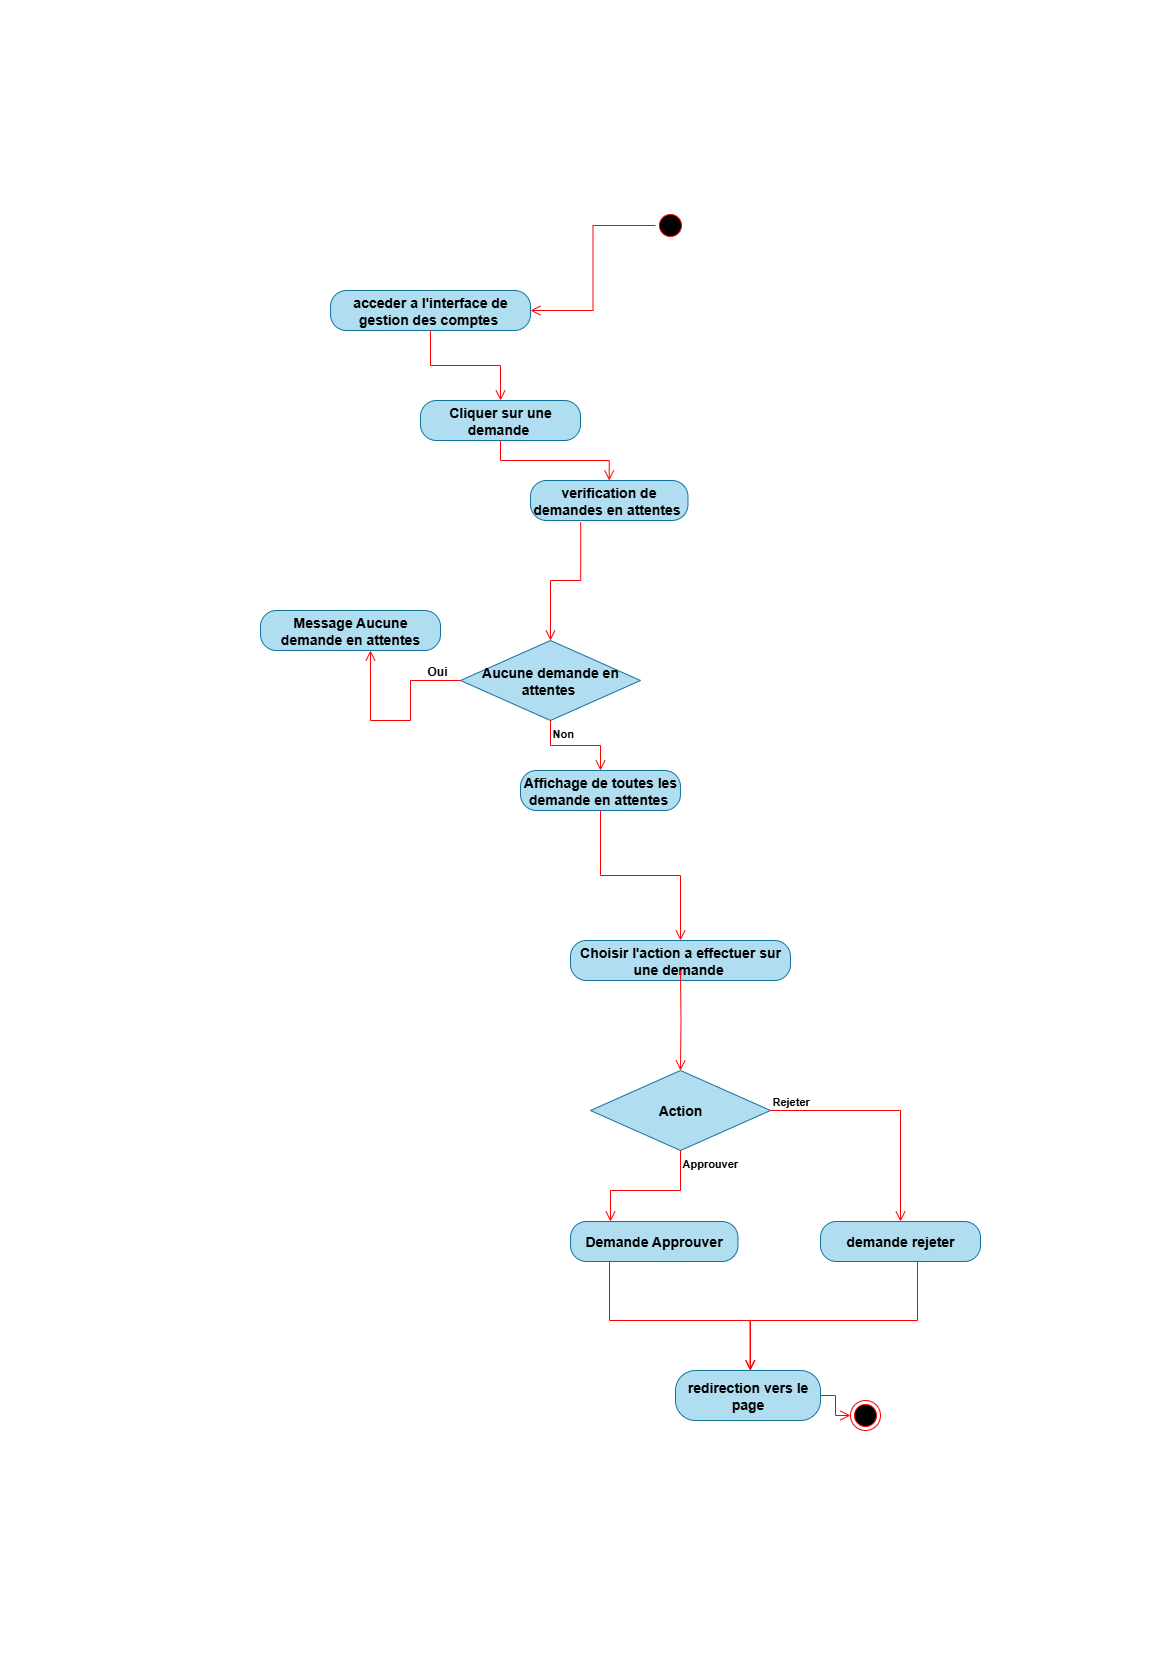 acceder a l'interface de
gestion des comptes
Cliquer sur une
demande
verification de
demandes en attentes
Message Aucune
demande en attentes
Oui
Aucune demande en
attentes
Non
Affichage de toutes les
demande en attentes
Choisir l'action a effectuer sur
une demande
Action
Rejeter
Approuver
Demande Approuver
demande rejeter
redirection vers le
page